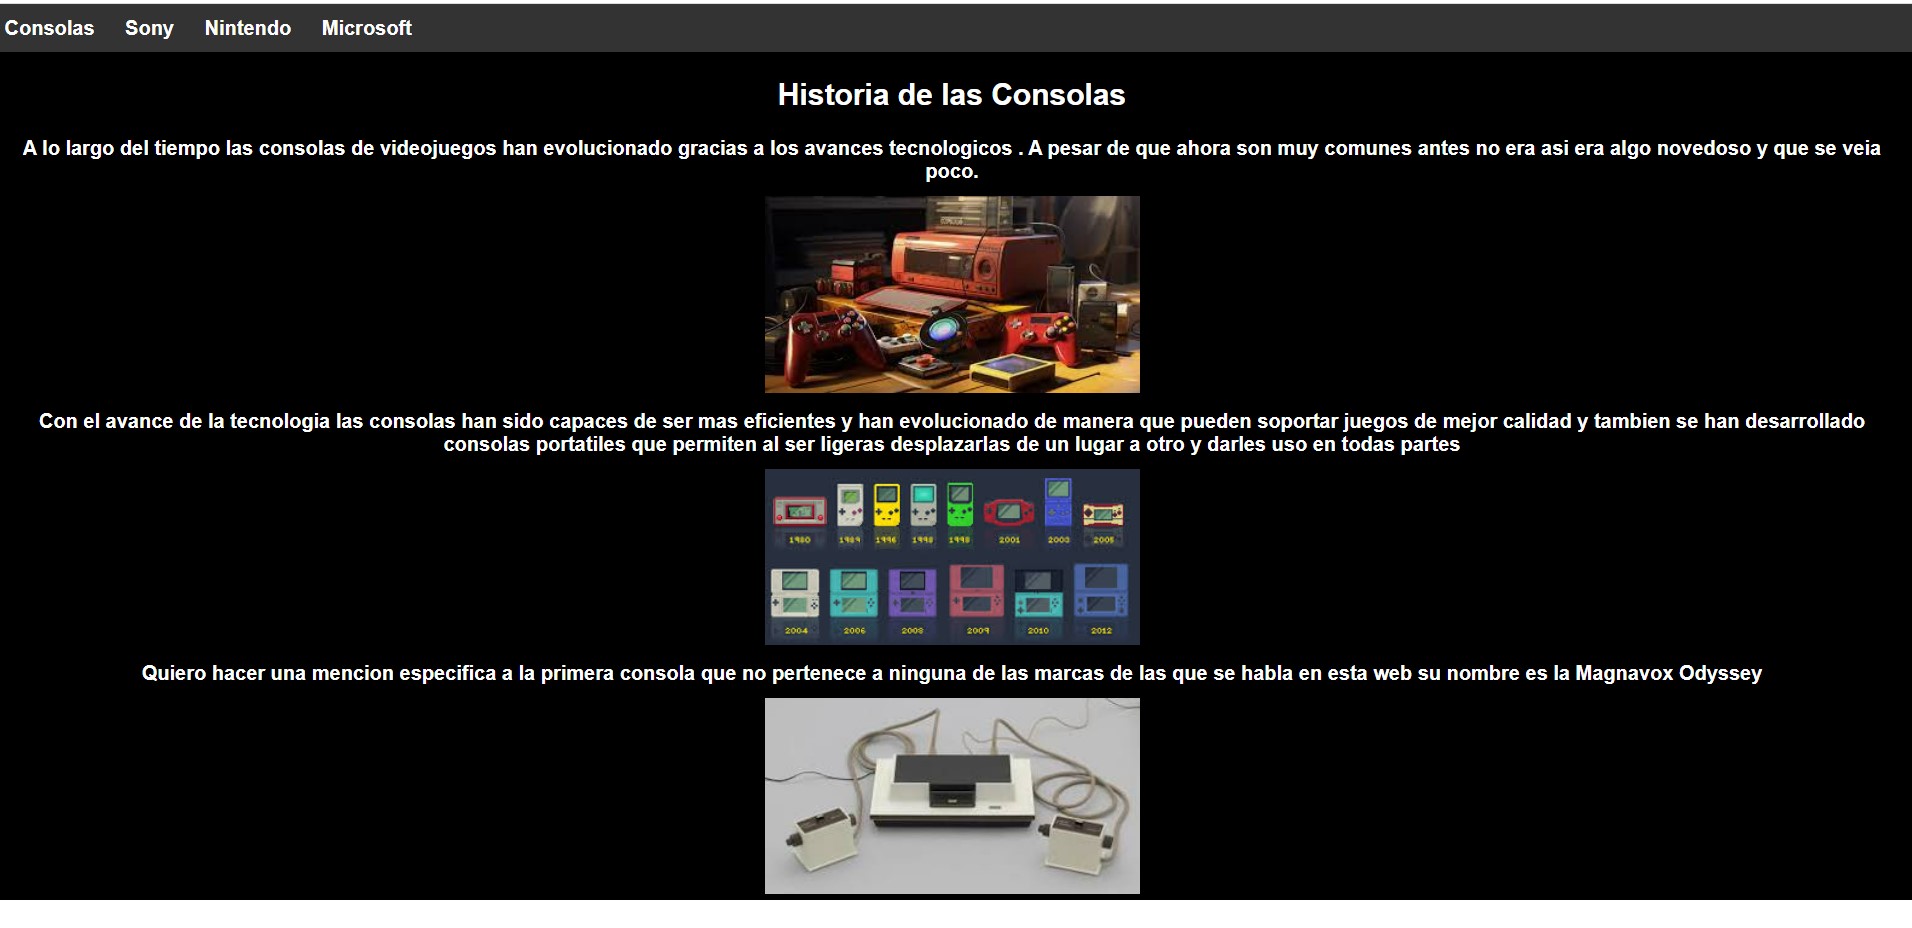 Consolas Sony Nintendo Microsoft
Historia de las Consolas
A lo largo del tiempo las consolas de videojuegos han evolucionado gracias a los avances tecnologicos . A pesar de que ahora son muy comunes antes no era asi era algo novedoso y que se veia
poco.
Con el avance de la tecnologia las consolas han sido capaces de ser mas eficientes y han evolucionado de manera que pueden soportar juegos de mejor calidad y tambien se han desarrollado
consolas portatiles que permiten al ser ligeras desplazarlas de un lugar a otro y darles uso en todas partes
1980 1989 1996 1998 1998 2001 2003 2005
2004 2006 2008 2009 2010 2012
Quiero hacer una mencion especifica a la primera consola que no pertenece a ninguna de las marcas de las que se habla en esta web su nombre es la Magnavox Odyssey